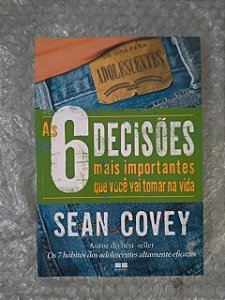 UM GUIA PARA
ADOLESCENTES
As 6 DECISÕES
mais importantes
que você vai tomar na vida
SEAN COVEY
Autor do best-seller
Os 7 hábitos dos adolescentes altamente eficazes